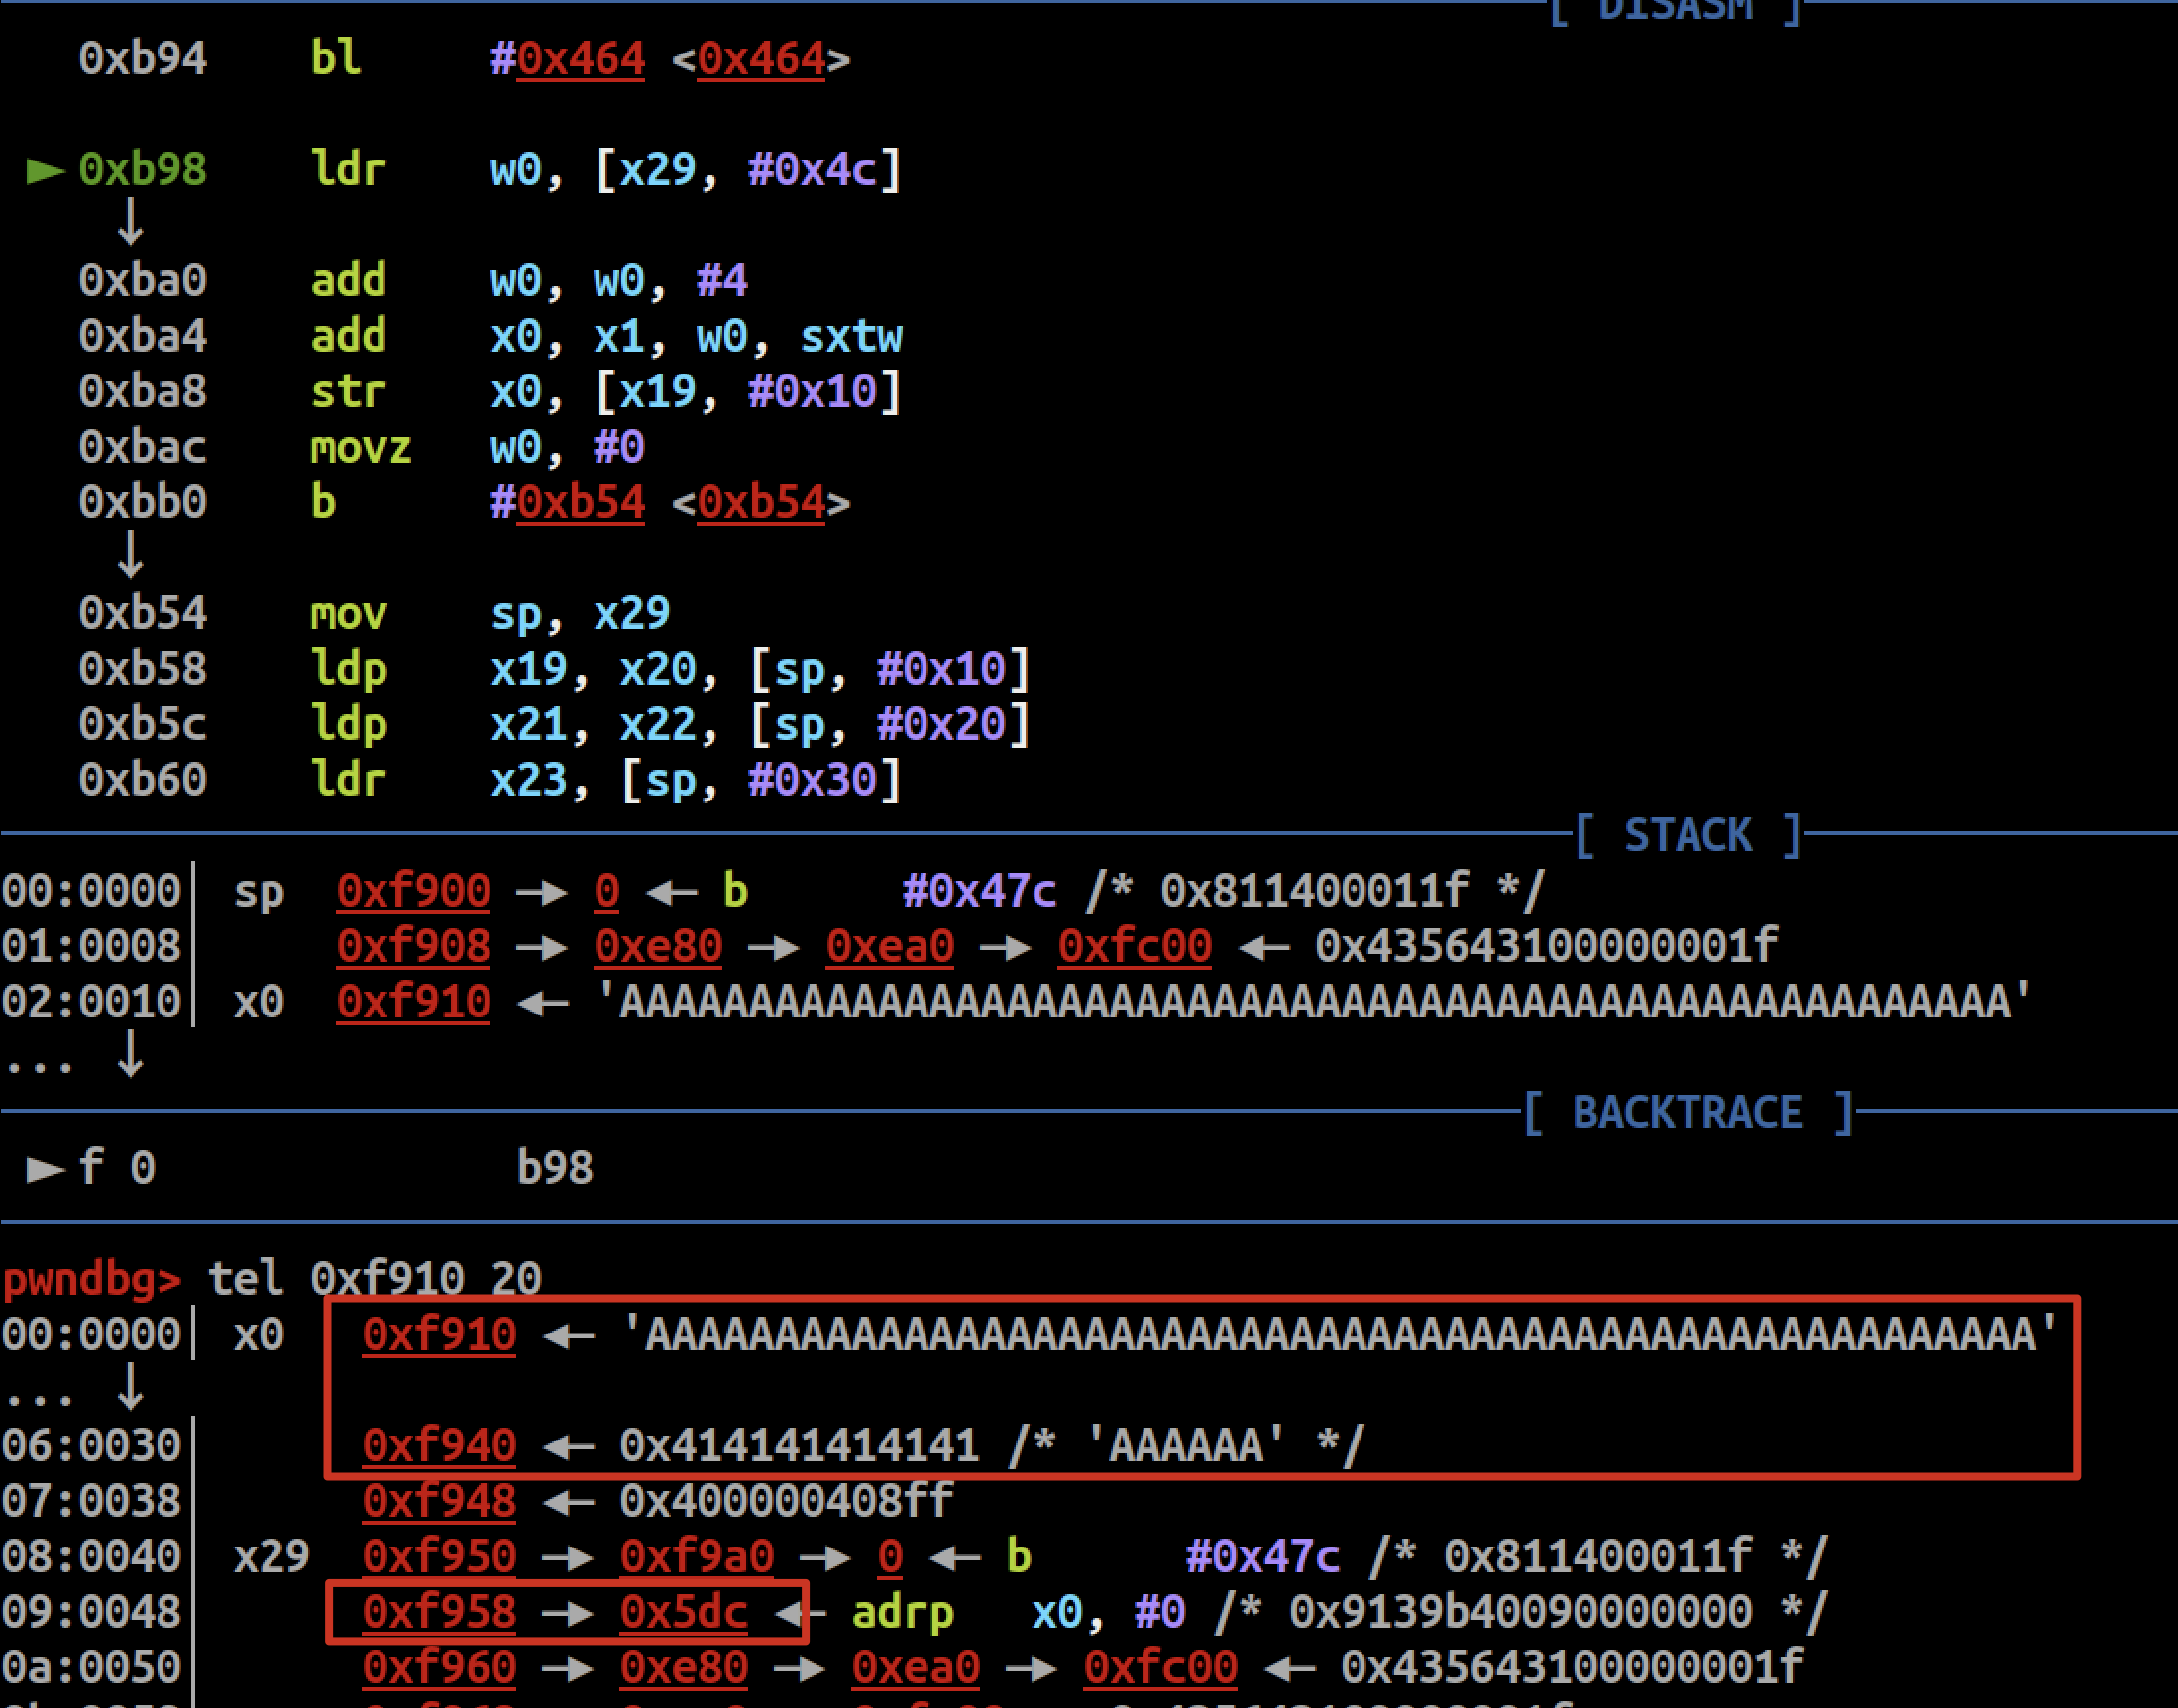 [ DISASM ]
0xb94 bl #0x464 <0x464>
► 0xb98 ldr w0, [x29, #0x4c]
↓
0xba0 add w0, w0, #4
0xba4 add x0, x1, w0, sxtw
0xba8 str x0, [x19, #0x10]
0xbac movz w0, #0
0xbb0 b #0xb54 <0xb54>
↓
0xb54 mov sp, x29
0xb58 ldp x19, x20, [sp, #0x10]
0xb5c ldp x21, x22, [sp, #0x20]
0xb60 ldr x23, [sp, #0x30]
[ STACK ]
00:0000│ sp 0xf900 —▸ 0 ◂— b #0x47c /* 0x811400011f */
01:0008│ 0xf908 —▸ 0xe80 —▸ 0xea0 —▸ 0xfc00 ◂— 0x435643100000001f
02:0010│ x0 0xf910 ◂— 'AAAAAAAAAAAAAAAAAAAAAAAAAAAAAAAAAAAAAAAAAAAAAAAAAAAAAA'
... ↓
[ BACKTRACE ]
► f 0 b98
pwndbg> tel 0xf910 20
00:0000│ x0 0xf910 ◂— 'AAAAAAAAAAAAAAAAAAAAAAAAAAAAAAAAAAAAAAAAAAAAAAAAAAAAAA'
... ↓
06:0030│ 0xf940 ◂— 0x414141414141 /* 'AAAAAA' */
07:0038│ 0xf948 ◂— 0x400000408ff
08:0040│ x29 0xf950 —▸ 0xf9a0 —▸ 0 ◂— b #0x47c /* 0x811400011f */
09:0048│ 0xf958 —▸ 0x5dc ◂— adrp x0, #0 /* 0x9139b40090000000 */
0a:0050│ 0xf960 —▸ 0xe80 —▸ 0xea0 —▸ 0xfc00 ◂— 0x435643100000001f